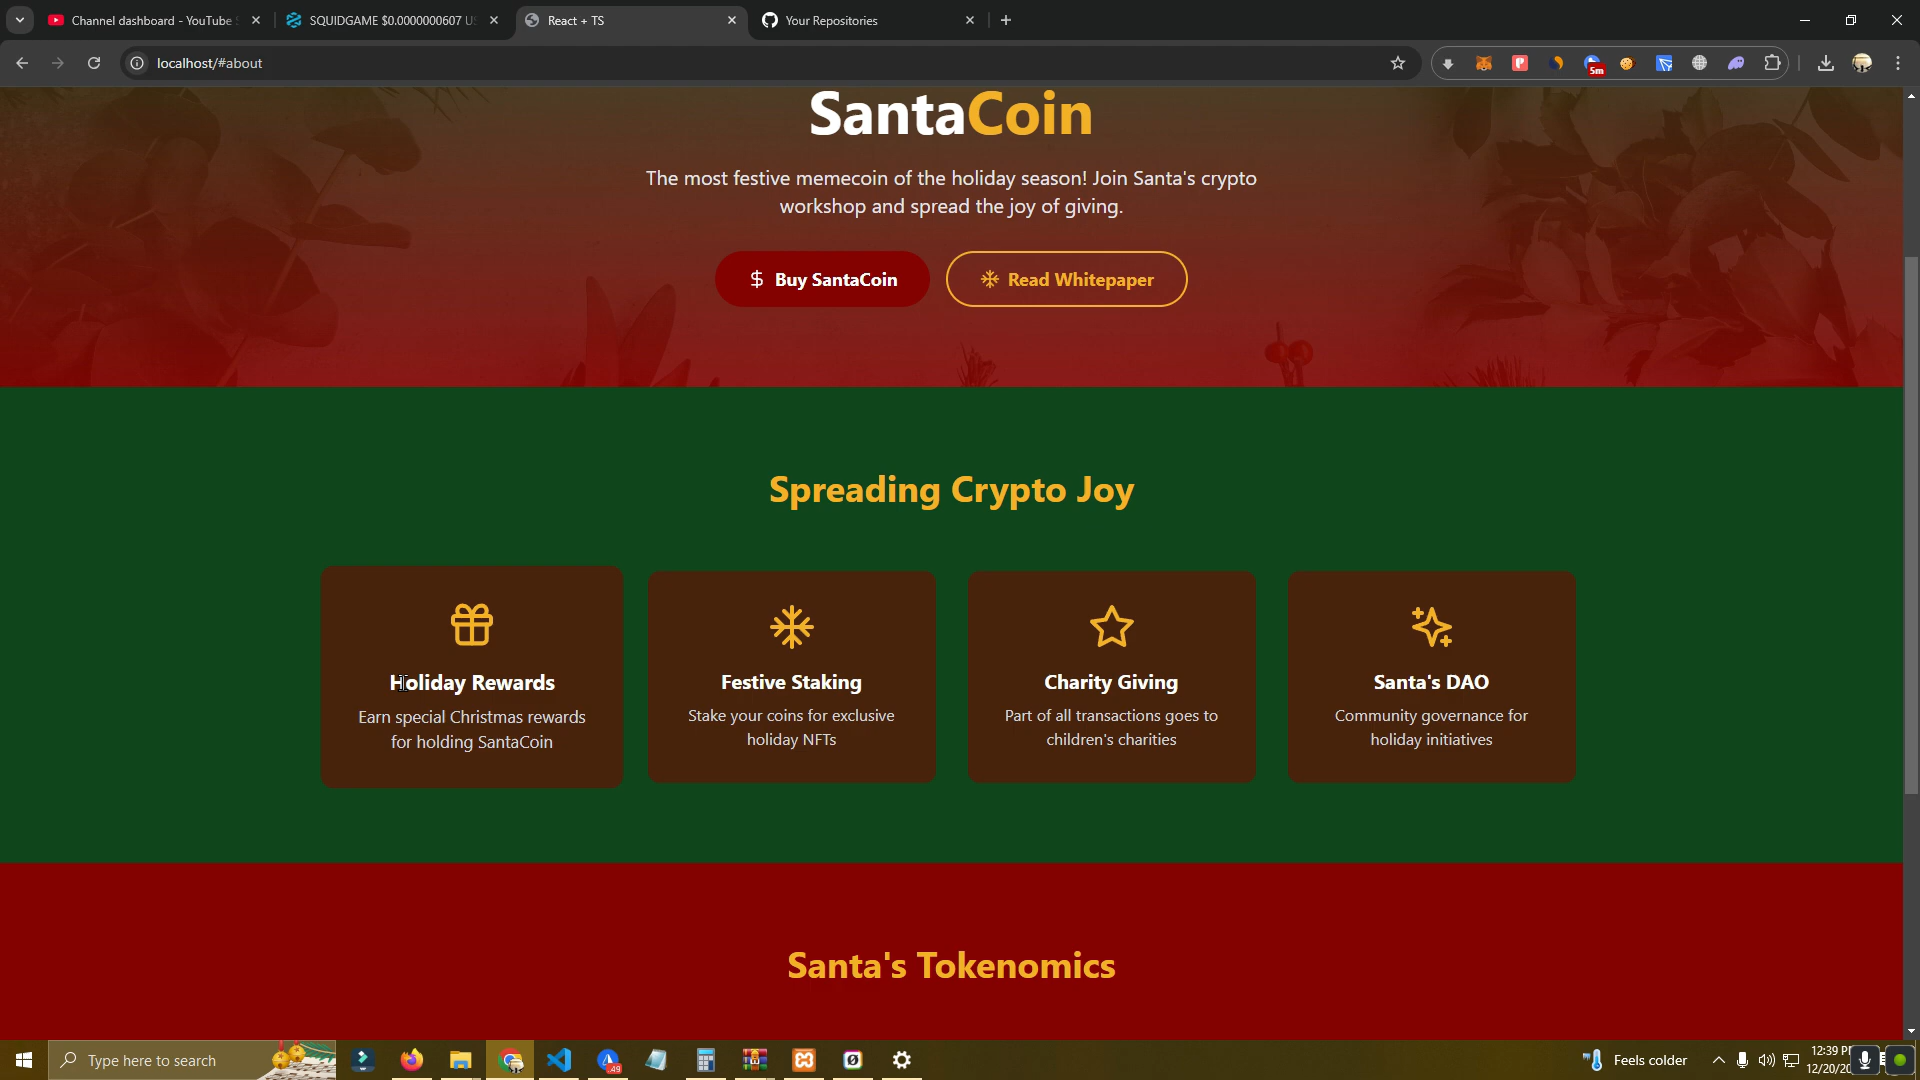 Channel dashboard - YouTube
SQUIDGAME $0.0000000607 U
React + TS
Your Repositories
localhost/#about
5m
SantaCoin
The most festive memecoin of the holiday season! Join Santa's crypto
workshop and spread the joy of giving.
$ Buy SantaCoin
Read Whitepaper
Spreading Crypto Joy
Holiday Rewards
Earn special Christmas rewards
for holding SantaCoin
Festive Staking
Stake your coins for exclusive
holiday NFTs
Charity Giving
Part of all transactions goes to
children's charities
Santa's DAO
Community governance for
holiday initiatives
Santa's Tokenomics
Type here to search
Feels colder
12:39 P
12/20/20